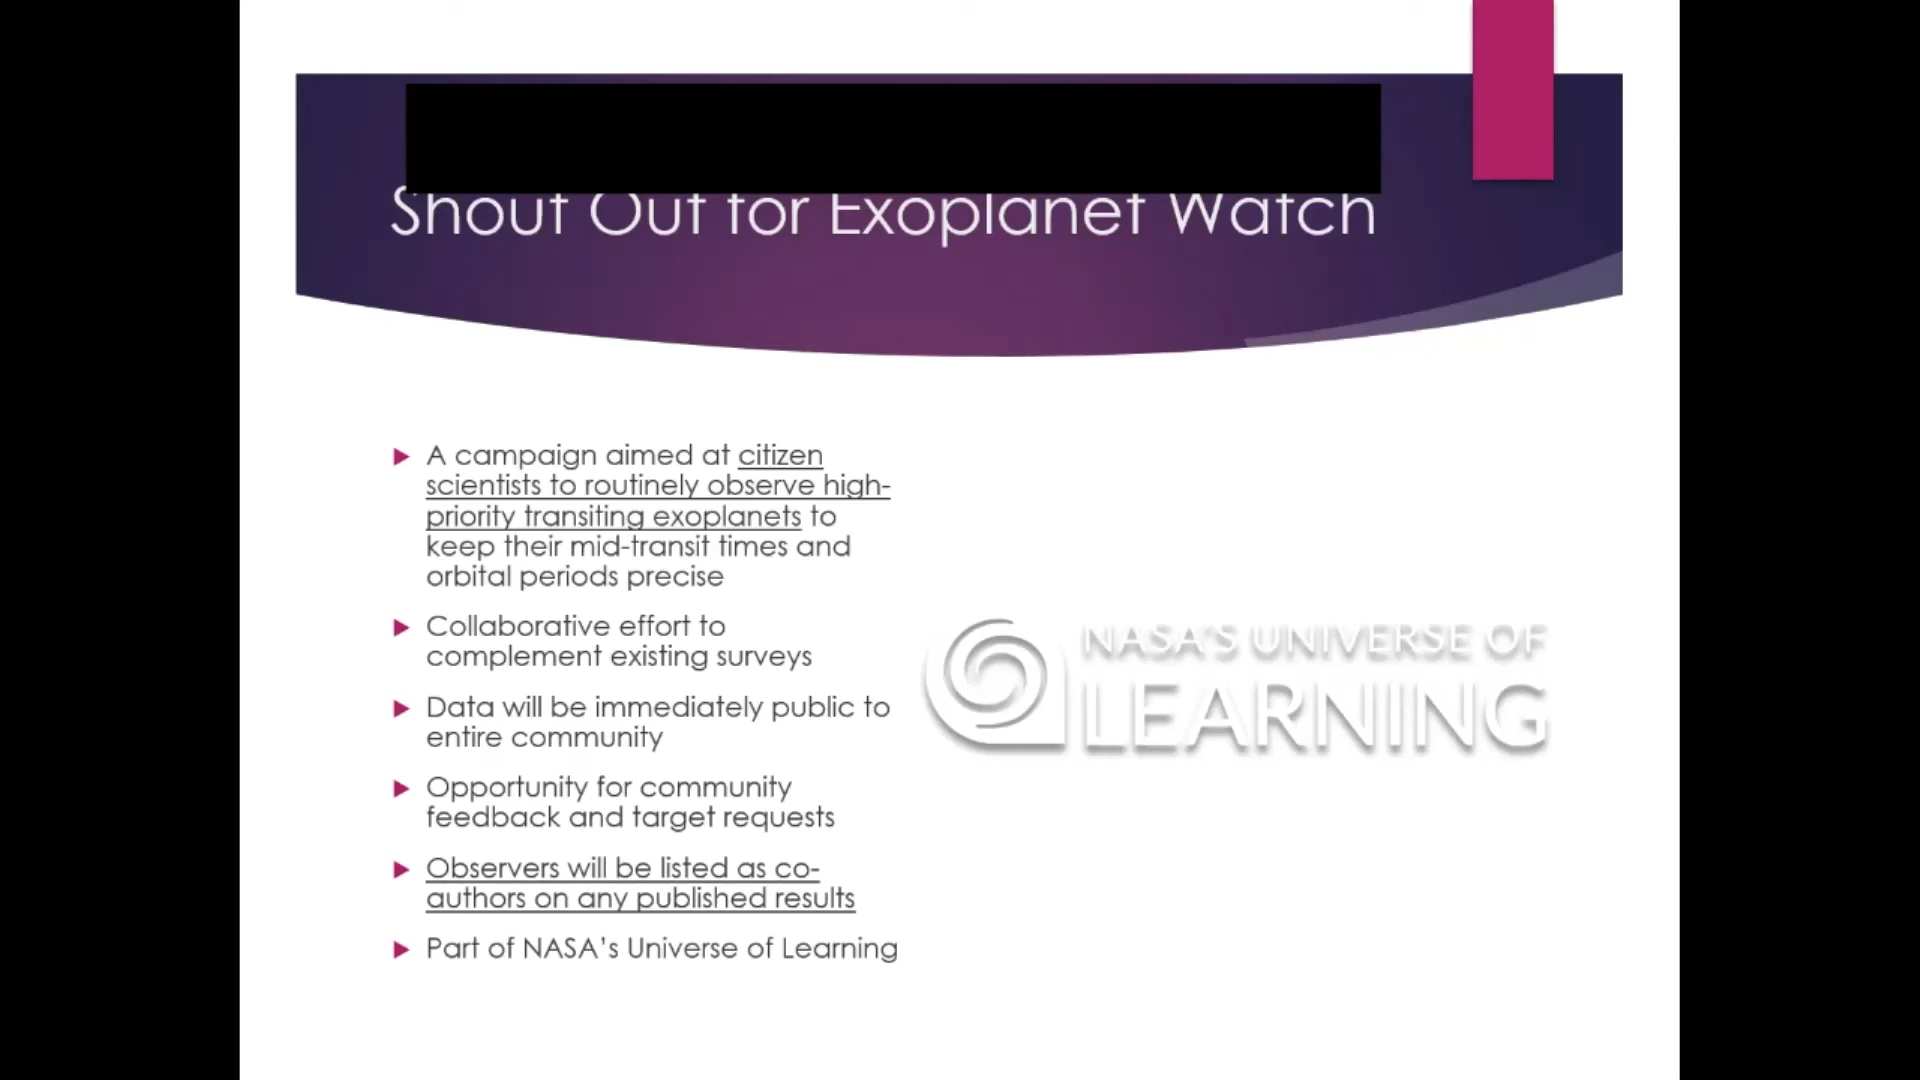 Shout Out for Exoplanet Watch
A campaign aimed at citizen
scientists to routinely observe high-
priority transiting exoplanets to
keep their mid-transit times and
orbital periods precise
Collaborative effort to
complement existing surveys
Data will be immediately public to
entire community
Opportunity for community
feedback and target requests
Observers will be listed as co-
authors on any published results
Part of NASA's Universe of Learning
NASA'S UNIVERSE OF
LEARNING